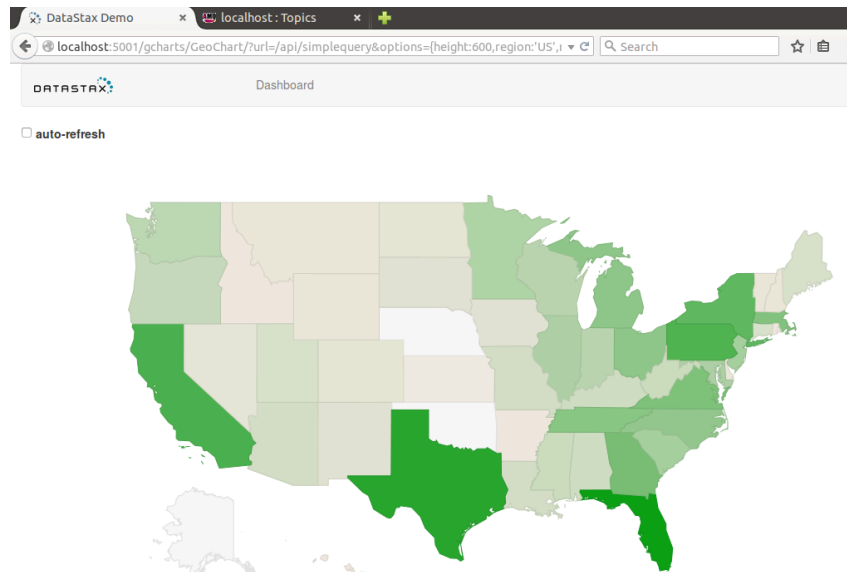 DataStax Demo
localhost : Topics
localhost:5001/gcharts/GeoChart/?url=/api/simplequery&options={height:600,region:'US',
Search
DATASTAX
Dashboard
auto-refresh